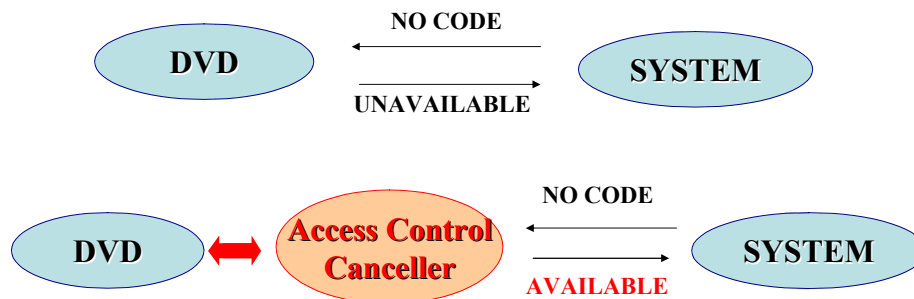 NO CODE
DVD
SYSTEM
UNAVAILABLE
NO CODE
DVD
Access Control
Canceller
SYSTEM
AVAILABLE